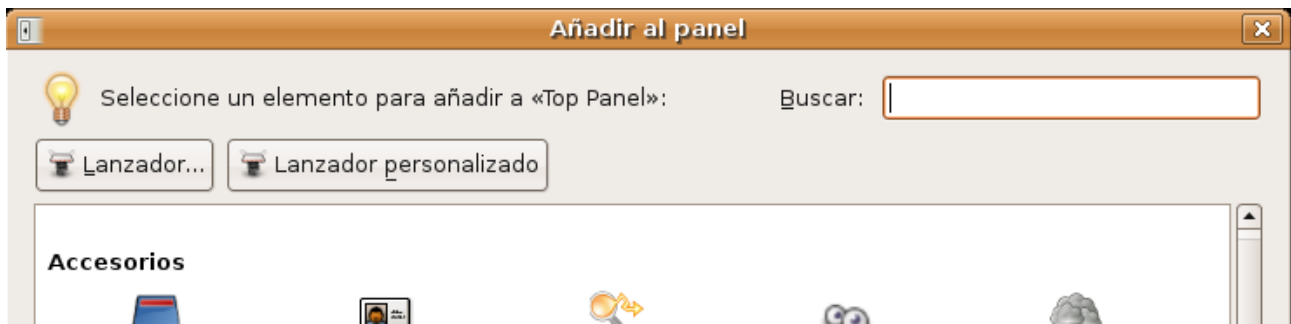 Añadir al panel
Seleccione un elemento para añadir a «Top Panel»: Buscar:
Lanzador... Lanzador personalizado
Accesorios